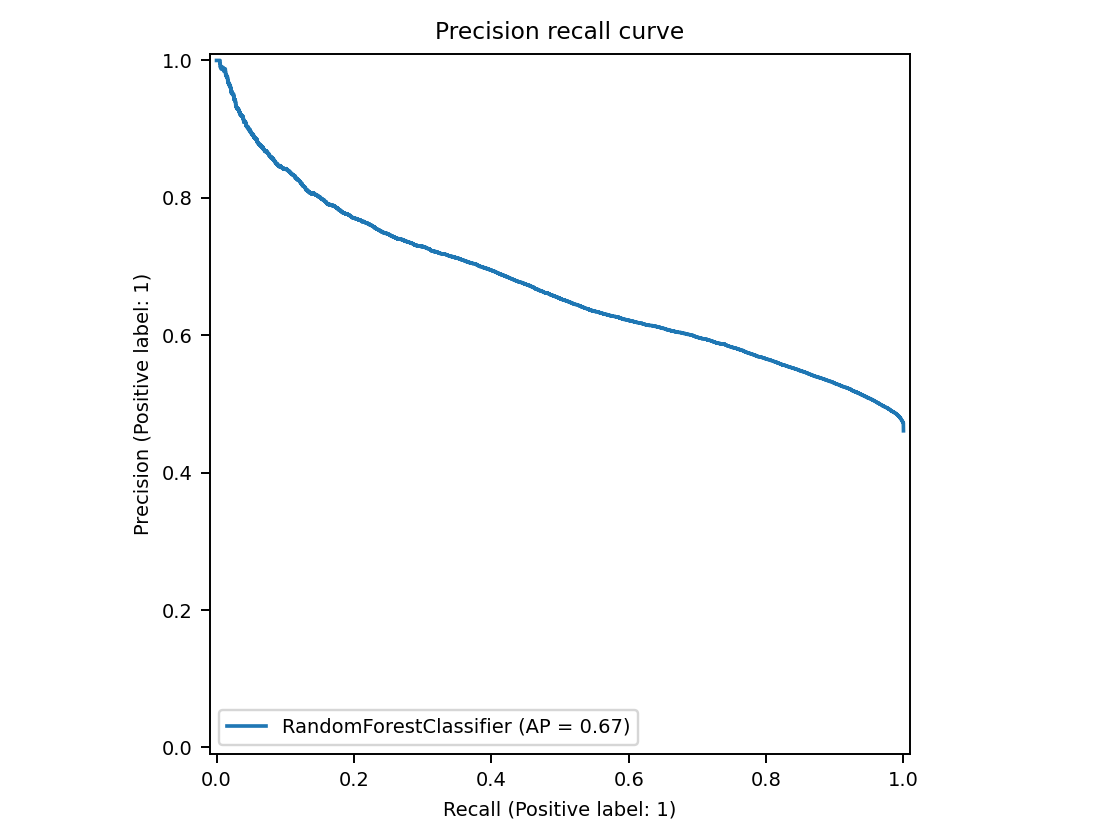 Precision recall curve
1.0
0.8
0.6
0.4
0.2
0.0
Precision (Positive label: 1)
RandomForestClassifier (AP = 0.67)
0.0 0.2 0.4 0.6 0.8 1.0
Recall (Positive label: 1)